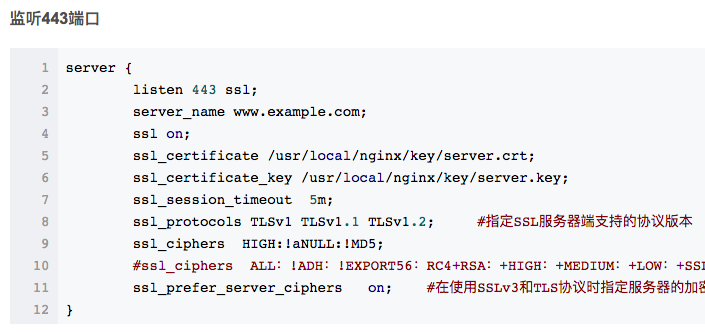 监听443端口
1 server {
2 listen 443 ssl;
3 server_name www.example.com;
4 ssl on;
5 ssl_certificate /usr/local/nginx/key/server.crt;
6 ssl_certificate_key /usr/local/nginx/key/server.key;
7 ssl_session_timeout 5m;
8 ssl_protocols TLSv1 TLSv1.1 TLSv1.2; #指定SSL服务器端支持的协议版本
9 ssl_ciphers HIGH:!aNULL:!MD5;
10 #ssl_ciphers ALL：!ADH：!EXPORT56：RC4+RSA：+HIGH：+MEDIUM：+LOW：+SSL
11 ssl_prefer_server_ciphers on; #在使用SSLv3和TLS协议时指定服务器的加密
12 }